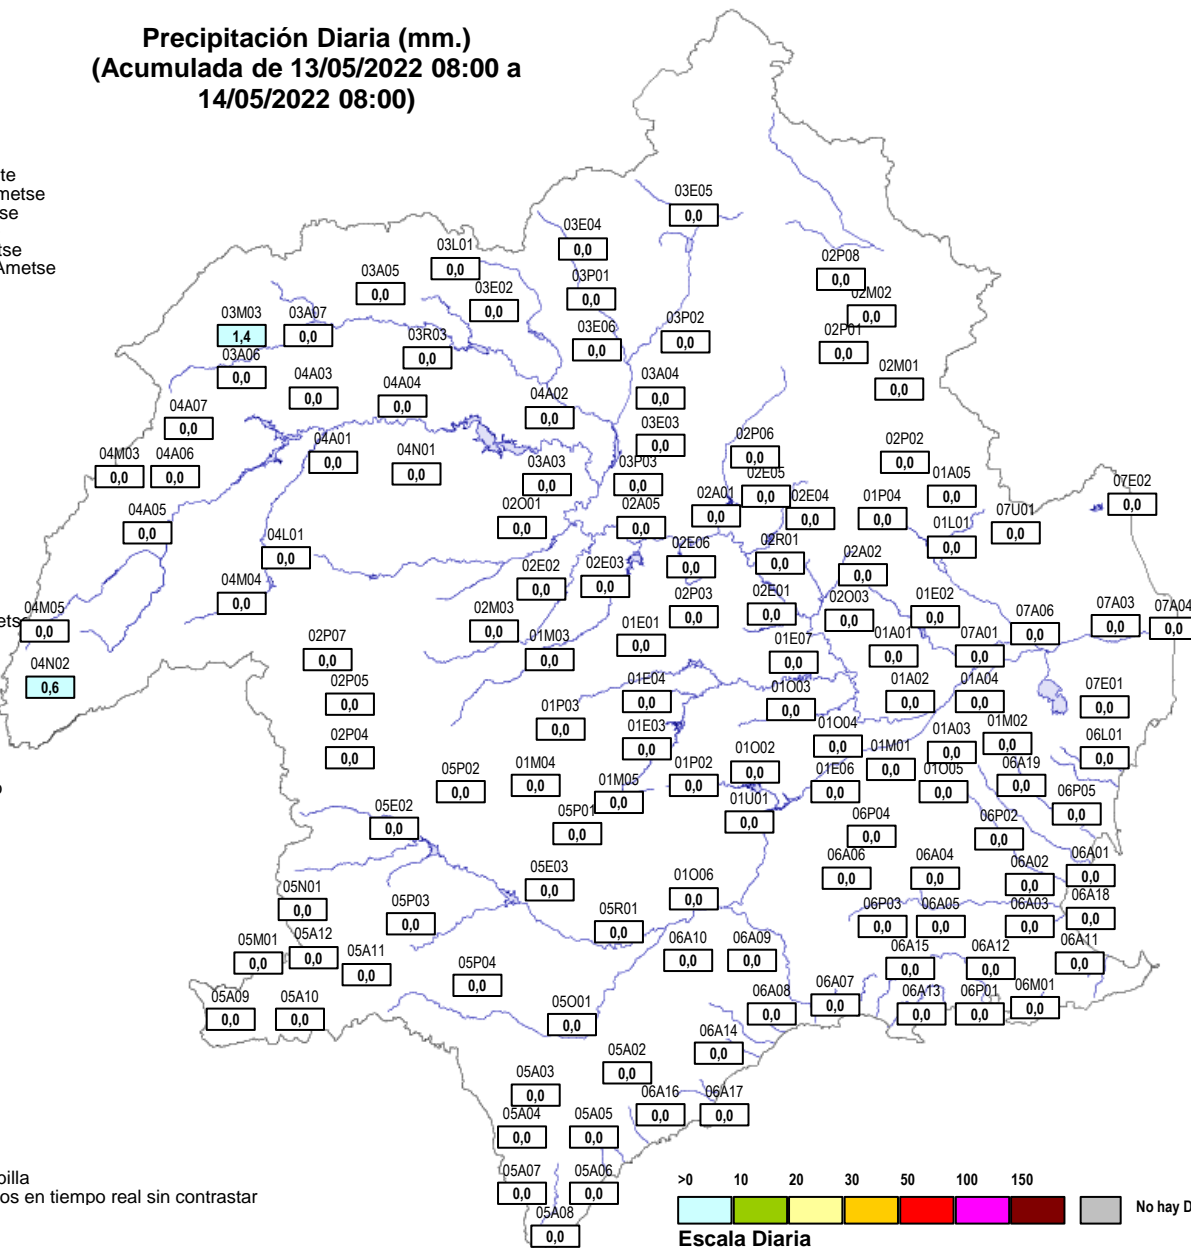 Precipitación Diaria (mm.)
(Acumulada de 13/05/2022 08:00 a
14/05/2022 08:00)
te
metse
se
tse
Ametse
03E05
0,0
03E04
0,0
03L01
0,0
02P08
0,0
03A05
0,0
03P01
0,0
03E02
0,0
02M02
0,0
03M03
1,4
03A07
0,0
03P02
0,0
03E06
0,0
02P01
0,0
03R03
0,0
03A06
0,0
02M01
0,0
04A03
0,0
03A04
0,0
04A04
0,0
04A02
0,0
04A07
0,0
03E03
0,0
02P06
0,0
04A01
0,0
02P02
0,0
04M03
0,0
04A06
0,0
04N01
0,0
03A03
0,0
03P03
0,0
02E05
0,0
01A05
0,0
07E02
0,0
02A01
0,0
02E04
0,0
01P04
0,0
02O01
0,0
02A05
0,0
04A05
0,0
07U01
0,0
01L01
0,0
04L01
0,0
02E06
0,0
02R01
0,0
02A02
0,0
02E02
0,0
02E03
0,0
04M04
0,0
02P03
0,0
02E01
0,0
02O03
0,0
01E02
0,0
04M05
0,0
etse
02M03
0,0
07A06
0,0
07A03
0,0
07A04
0,0
01E01
0,0
02P07
0,0
01M03
0,0
01E07
0,0
01A01
0,0
07A01
0,0
04N02
0,6
02P05
0,0
01E04
0,0
01O03
0,0
01A02
0,0
01A04
0,0
07E01
0,0
01P03
0,0
02P04
0,0
01E03
0,0
01O04
0,0
01A03
0,0
01M02
0,0
06L01
0,0
01M01
0,0
05P02
0,0
01M04
0,0
01P02
0,0
01O02
0,0
01E06
0,0
01O05
0,0
06A19
0,0
01M05
0,0
06P05
0,0
05E02
0,0
05P01
0,0
01U01
0,0
06P04
0,0
06P02
0,0
05E03
0,0
06A06
0,0
06A04
0,0
06A02
0,0
06A01
0,0
01O06
0,0
05N01
0,0
05P03
0,0
05R01
0,0
06P03
0,0
06A05
0,0
06A03
0,0
06A18
0,0
05M01
0,0
05A12
0,0
05A11
0,0
06A10
0,0
06A09
0,0
06A15
0,0
06A12
0,0
06A11
0,0
05P04
0,0
05A09
0,0
05A10
0,0
05O01
0,0
06A08
0,0
06A07
0,0
06A13
0,0
06P01
0,0
06M01
0,0
06A14
0,0
05A02
0,0
05A03
0,0
06A16
0,0
06A17
0,0
05A04
0,0
05A05
0,0
05A07
0,0
05A06
0,0
05A08
0,0
pilla
os en tiempo real sin contrastar
>0 10 20 30 50 100 150
No hay D
Escala Diaria